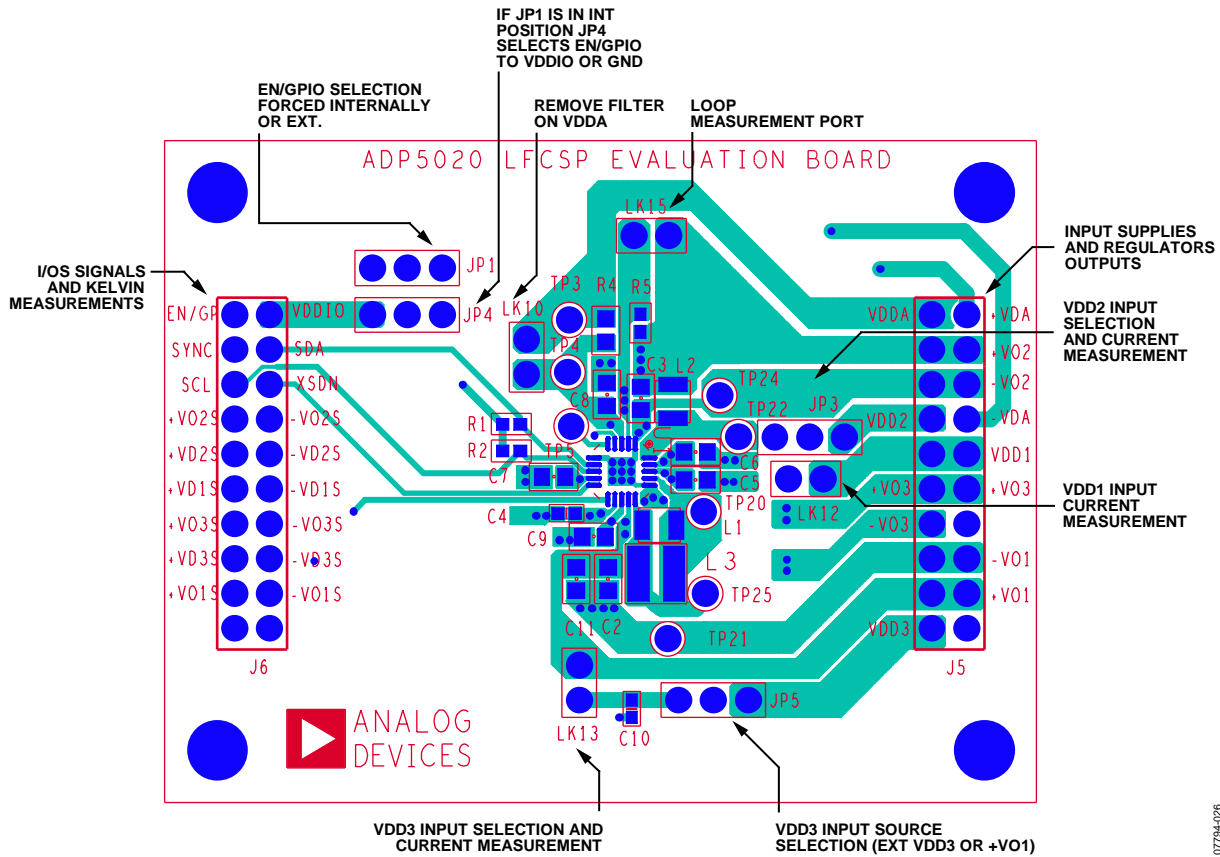 IF JP1 IS IN INT
POSITION JP4
SELECTS EN/GPIO
TO VDDIO OR GND
EN/GPIO SELECTION
FORCED INTERNALLY
OR EXT.
REMOVE FILTER
ON VDDA
LOOP
MEASUREMENT PORT
ADP5020 LFCSP EVALUATION BOARD
LK15
INPUT SUPPLIES
AND REGULATORS
OUTPUTS
I/OS SIGNALS
AND KELVIN
MEASUREMENTS
JP1
TP3
R4
R5
LK10
EN/GP
VDDIO
JP4
VDDA
+VDA
VDD2 INPUT
SELECTION
AND CURRENT
MEASUREMENT
SYNC
SDA
TP4
+VO2
C3
L2
SCL
XSDN
TP24
-VO2
C8
+VO2S
-VO2S
R1
TP22
JP3
VDD2
-VDA
+VD2S
-VD2S
R2
TP5
C6
VDD1
C7
C5
+VD1S
-VD1S
+VO3
+VO3
VDD1 INPUT
CURRENT
MEASUREMENT
TP20
LK12
C4
L1
+VO3S
-VO3S
-VO3
C9
L3
+VD3S
-VD3S
-VO1
+VO1S
-VO1S
TP25
+VO1
C11
C2
TP21
VDD3
J6
J5
JP5
LK13
C10
ANALOG
DEVICES
VDD3 INPUT SELECTION AND
CURRENT MEASUREMENT
VDD3 INPUT SOURCE
SELECTION (EXT VDD3 OR +VO1)
07794-026